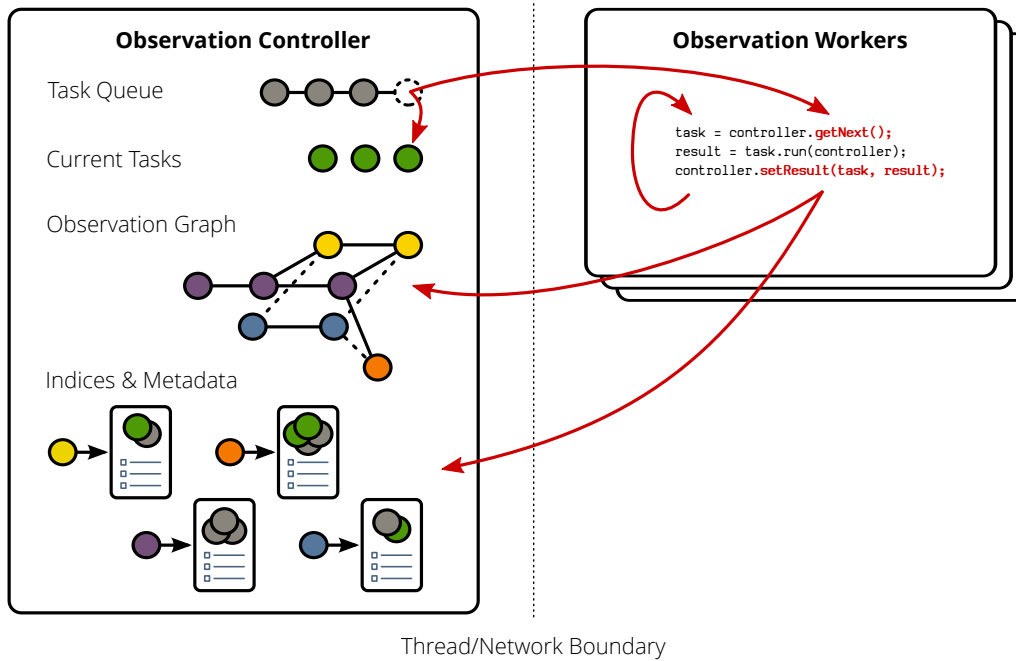 Observation Controller
Task Queue
Current Tasks
Observation Graph
Indices & Metadata
Observation Workers
task = controller.getNext();
result = task.run(controller);
controller.setResult(task, result);
Thread/Network Boundary